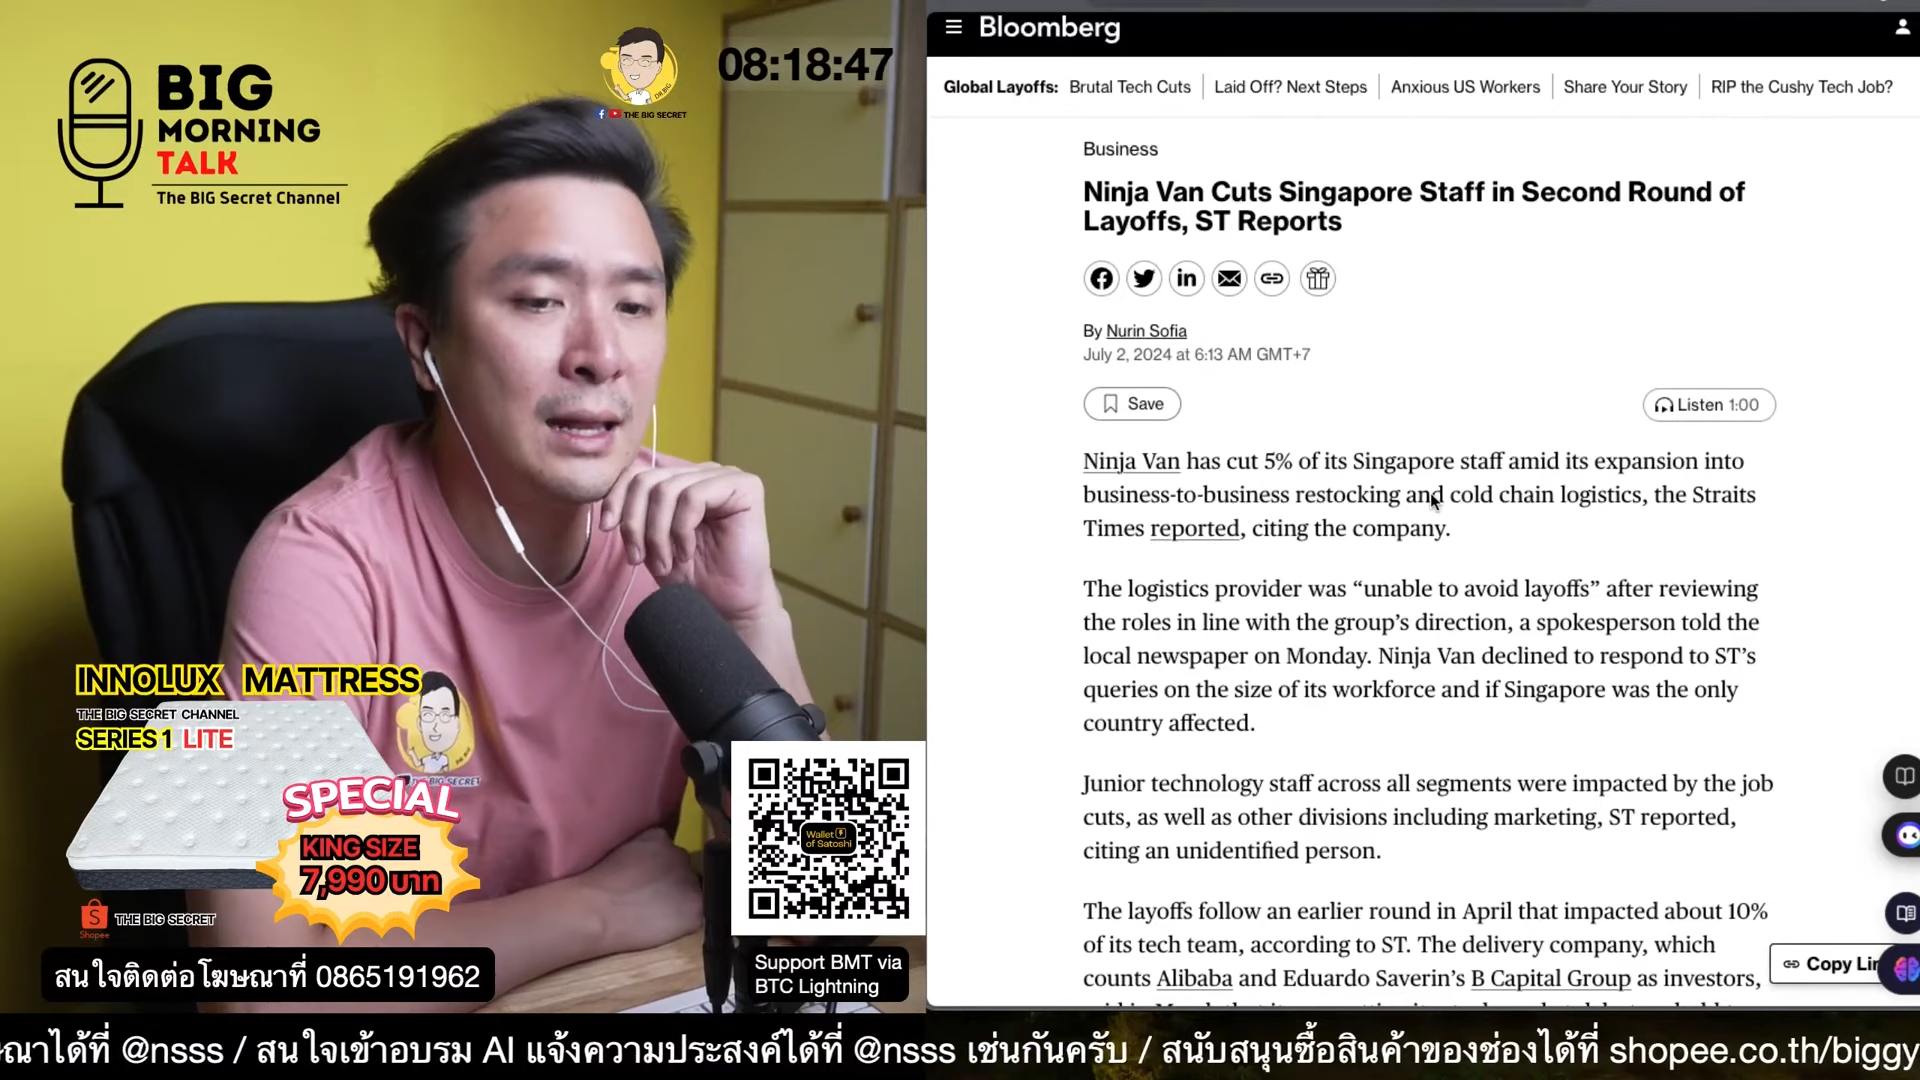 BIG
MORNING
TALK
The BIG Secret Channel
DR.BIG
THE BIG SECRET
08:18:47
INNOLUX MATTRESS
THE BIG SECRET CHANNEL
SERIES 1 LITE
SPECIAL
KING SIZE
7,990 บาท
Shopee
THE BIG SECRET
THE BIG SECRET
สนใจติดต่อโฆษณาที่ 0865191962
Wallet
of Satoshi
Support BMT via
BTC Lightning
Bloomberg
Global Layoffs: Brutal Tech Cuts Laid Off? Next Steps Anxious US Workers Share Your Story RIP the Cushy Tech Job?
Business
Ninja Van Cuts Singapore Staff in Second Round of
Layoffs, ST Reports
By Nurin Sofia
July 2, 2024 at 6:13 AM GMT+7
Save
Listen 1:00
Ninja Van has cut 5% of its Singapore staff amid its expansion into
business-to-business restocking and cold chain logistics, the Straits
Times reported, citing the company.
The logistics provider was “unable to avoid layoffs” after reviewing
the roles in line with the group’s direction, a spokesperson told the
local newspaper on Monday. Ninja Van declined to respond to ST’s
queries on the size of its workforce and if Singapore was the only
country affected.
Junior technology staff across all segments were impacted by the job
cuts, as well as other divisions including marketing, ST reported,
citing an unidentified person.
The layoffs follow an earlier round in April that impacted about 10%
of its tech team, according to ST. The delivery company, which
counts Alibaba and Eduardo Saverin’s B Capital Group as investors,
Copy Lin
ณาได้ที่ @nsss / สนใจเข้าอบรม AI แจ้งความประสงค์ได้ที่ @nsss เช่นกันครับ / สนับสนุนซื้อสินค้าของช่องได้ที่ shopee.co.th/biggy